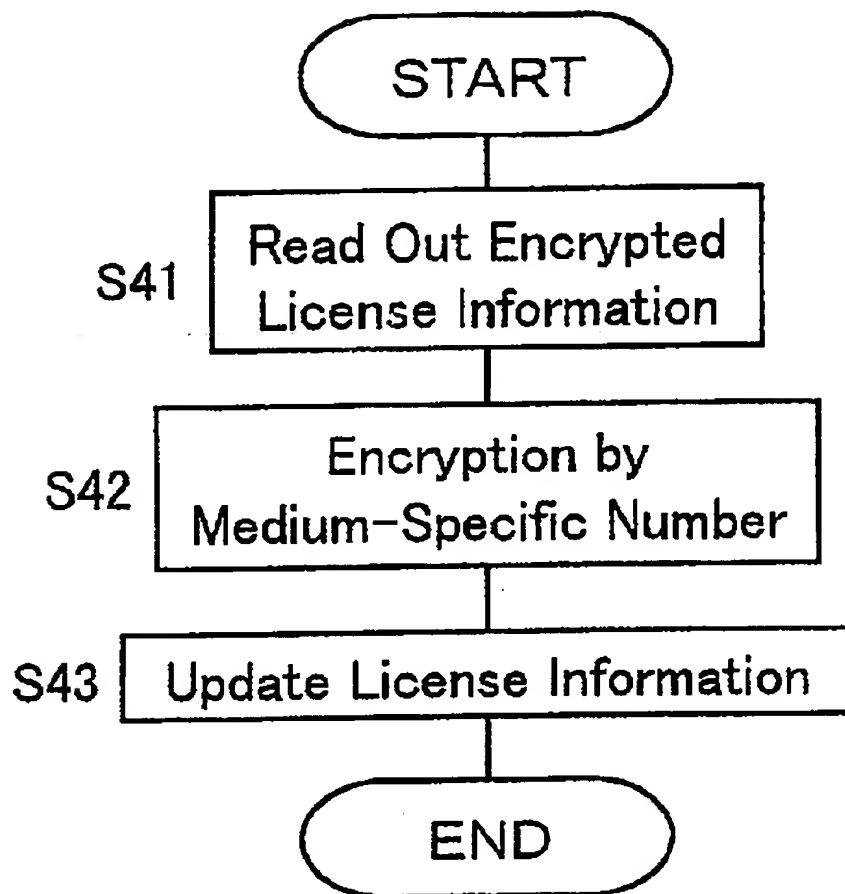 START
S41
Read Out Encrypted
License Information
S42
Encryption by
Medium-Specific Number
S43
Update License Information
END